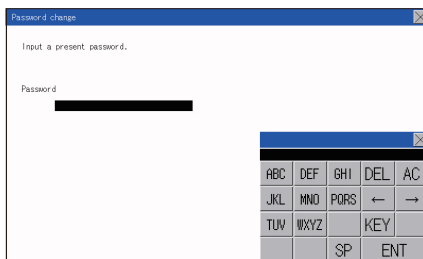 Password change
Input a present password.
Password
ABC DEF GHI DEL AC
JKL MNO PQRS ← →
TUV WXYZ KEY
SP ENT